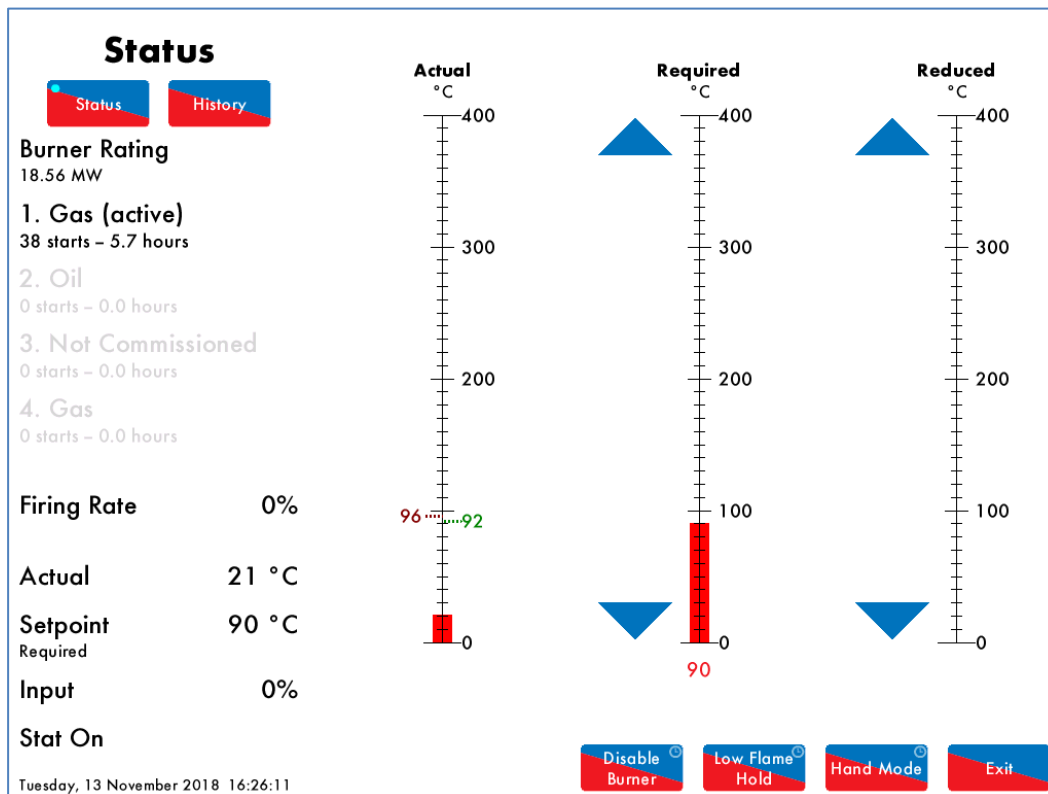 Status
Status
History
Burner Rating
18.56 MW
1. Gas (active)
38 starts – 5.7 hours
2. Oil
0 starts – 0.0 hours
3. Not Commissioned
0 starts – 0.0 hours
4. Gas
0 starts – 0.0 hours
Firing Rate 0%
Actual 21 °C
Setpoint 90 °C
Required
Input 0%
Stat On
Tuesday, 13 November 2018 16:26:11
Actual
°C
400
300
200
96
92
0
Required
°C
400
300
200
100
0
90
Reduced
°C
400
300
200
100
0
Disable
Burner
Low Flame
Hold
Hand Mode
Exit